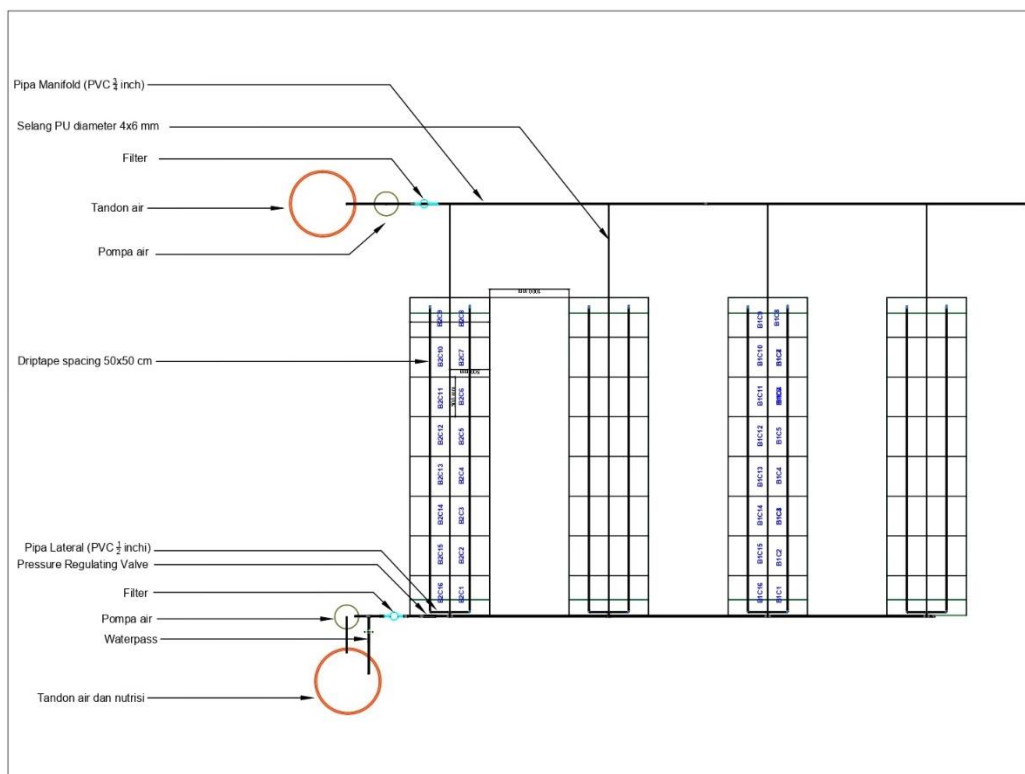 Pipa Manifold (PVC 3/4 inch)
Selang PU diameter 4x6 mm
Filter
Tandon air
Pompa air
Driptape spacing 50x50 cm
Pipa Lateral (PVC 1/2 inchi)
Pressure Regulating Valve
Filter
Pompa air
Waterpass
Tandon air dan nutrisi
B2C9 B2C8
B2C10 B2C7
B2C11 B2C6
B2C12 B2C5
B2C13 B2C4
B2C14 B2C3
B2C15 B2C2
B2C16 B2C1
B1C9 B1C8
B1C10
B1C11
B1C12 B1C5
B1C13 B1C4
B1C14
B1C15 B1C2
B1C16 B1C1